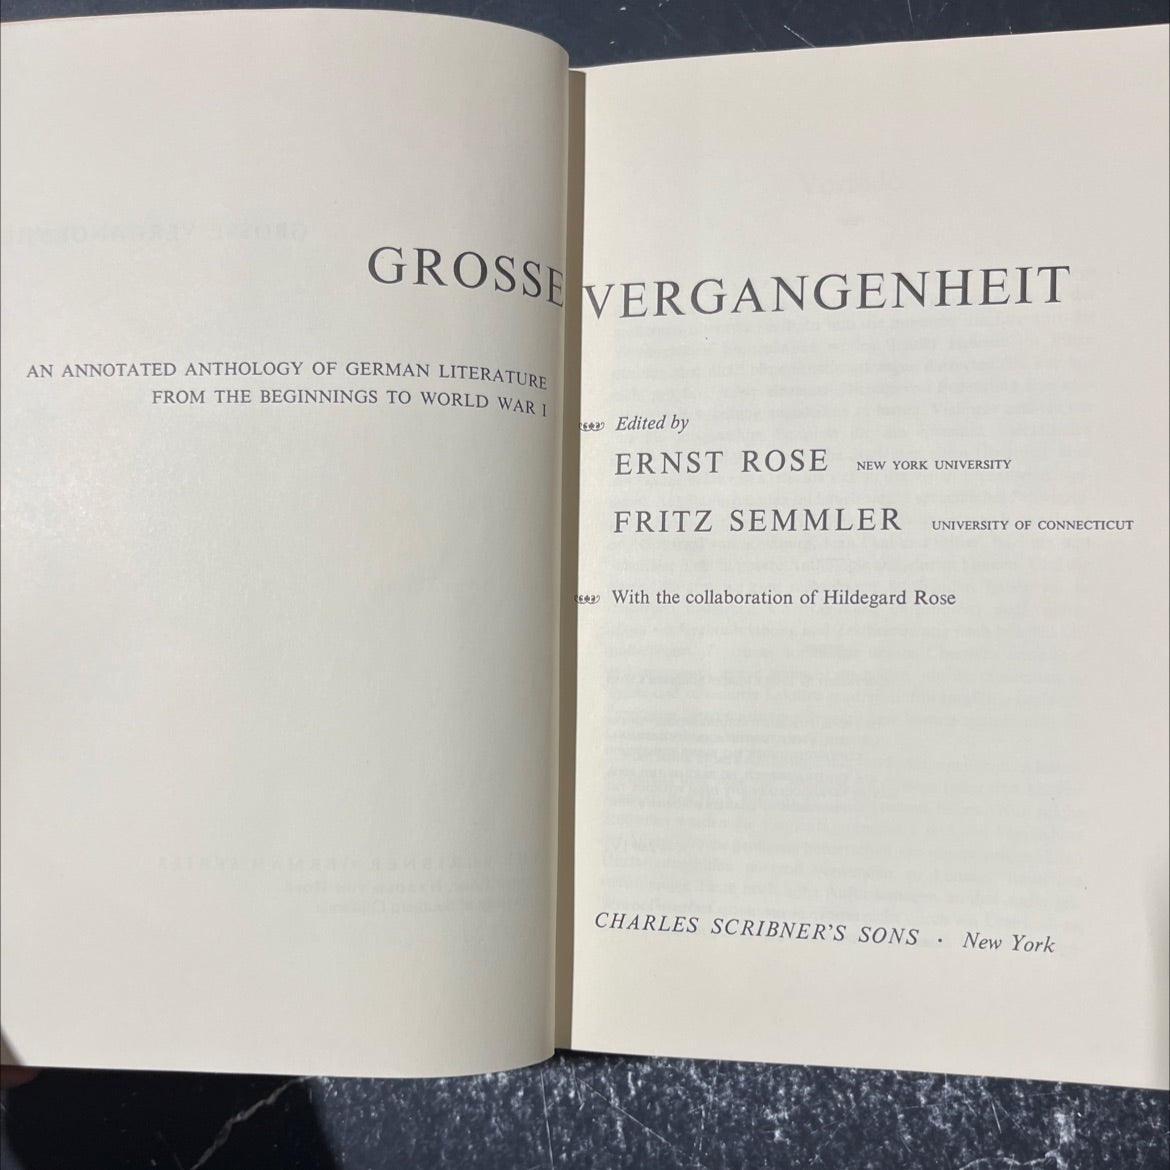 GROSSE VERGANGENHEIT
AN ANNOTATED ANTHOLOGY OF GERMAN LITERATURE
FROM THE BEGINNINGS TO WORLD WAR I
Edited by
ERNST ROSE NEW YORK UNIVERSITY
FRITZ SEMMLER UNIVERSITY OF CONNECTICUT
With the collaboration of Hildegard Rose
CHARLES SCRIBNER'S SONS · New York